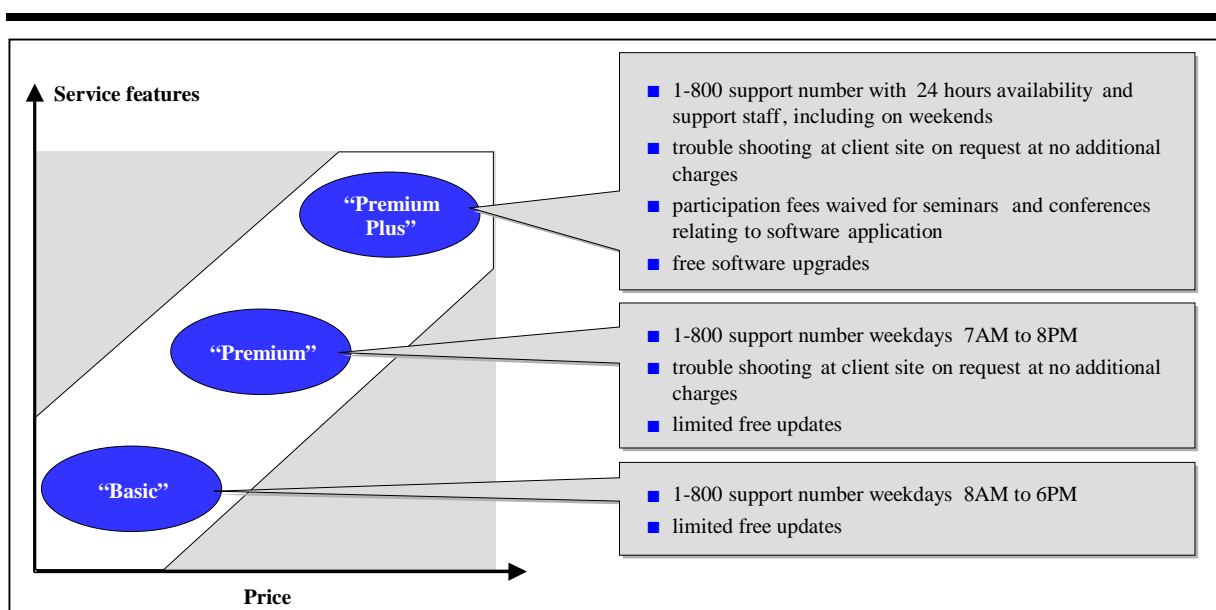 Service features
“Premium
Plus”
“Premium”
“Basic”
Price
1-800 support number with 24 hours availability and
support staff, including on weekends
trouble shooting at client site on request at no additional
charges
participation fees waived for seminars and conferences
relating to software application
free software upgrades
1-800 support number weekdays 7AM to 8PM
trouble shooting at client site on request at no additional
charges
limited free updates
1-800 support number weekdays 8AM to 6PM
limited free updates